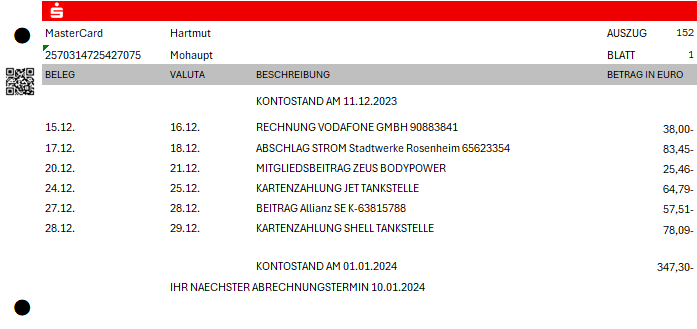 MasterCard Hartmut AUSZUG 152
2570314725427075 Mohaupt BLATT 1
BELEG VALUTA BESCHREIBUNG BETRAG IN EURO
KONTOSTAND AM 11.12.2023
15.12. 16.12. RECHNUNG VODAFONE GMBH 90883841 38,00-
17.12. 18.12. ABSCHLAG STROM Stadtwerke Rosenheim 65623354 83,45-
20.12. 21.12. MITGLIEDSBEITRAG ZEUS BODYPOWER 25,46-
24.12. 25.12. KARTENZAHLUNG JET TANKSTELLE 64,79-
27.12. 28.12. BEITRAG Allianz SE K-63815788 57,51-
28.12. 29.12. KARTENZAHLUNG SHELL TANKSTELLE 78,09-
KONTOSTAND AM 01.01.2024 347,30-
IHR NAECHSTER ABRECHNUNGSTERMIN 10.01.2024